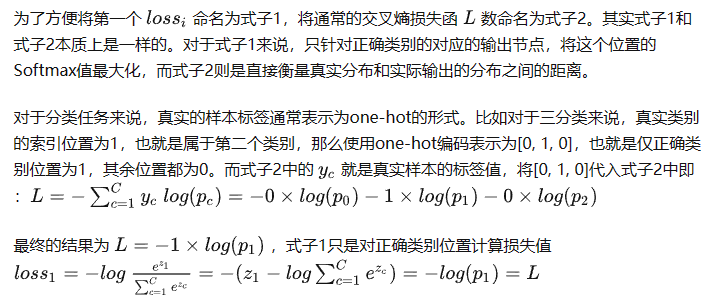 为了方便将第一个 $loss_i$ 命名为式子1，将通常的交叉熵损失函 $L$ 数命名为式子2。其实式子1和
式子2本质上是一样的。对于式子1来说，只针对正确类别的对应的输出节点，将这个位置的
Softmax值最大化，而式子2则是直接衡量真实分布和实际输出的分布之间的距离。
对于分类任务来说，真实的样本标签通常表示为one-hot的形式。比如对于三分类来说，真实类别
的索引位置为1，也就是属于第二个类别，那么使用one-hot编码表示为[0, 1, 0]，也就是仅正确类
别位置为1，其余位置都为0。而式子2中的 $y_c$ 就是真实样本的标签值，将[0, 1, 0]代入式子2中即
：$L = -\sum_{c=1}^{C} y_c \, log(p_c) = -0 \times log(p_0) - 1 \times log(p_1) - 0 \times log(p_2)$
最终的结果为 $L = -1 \times log(p_1)$ ，式子1只是对正确类别位置计算损失值
$loss_1 = -log \frac{e^{z_1}}{\sum_{c=1}^{C} e^{z_c}} = -(z_1 - log \sum_{c=1}^{C} e^{z_c}) = -log(p_1) = L$